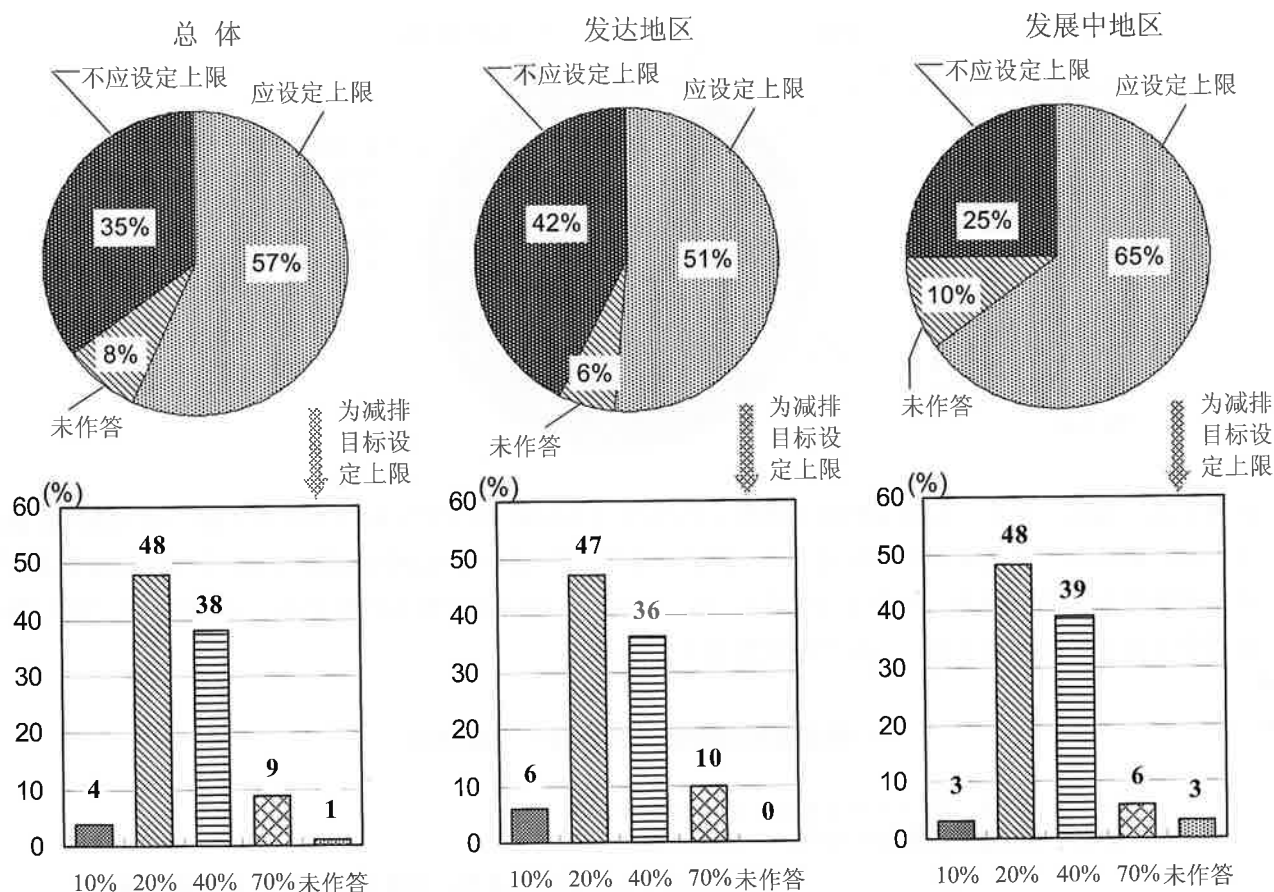 总 体
不应设定上限
应设定上限
35%
57%
8%
未作答
为减排
目标设
定上限
(%)
60
50
40
30
20
10
0
48
38
9
4
1
10% 20% 40% 70% 未作答
发达地区
不应设定上限
应设定上限
42%
51%
6%
未作答
为减排
目标设
定上限
(%)
60
50
40
30
20
10
0
47
36
10
6
0
10% 20% 40% 70% 未作答
发展中地区
不应设定上限
应设定上限
25%
65%
10%
未作答
为减排
目标设
定上限
(%)
60
50
40
30
20
10
0
48
39
6
3
3
10% 20% 40% 70% 未作答